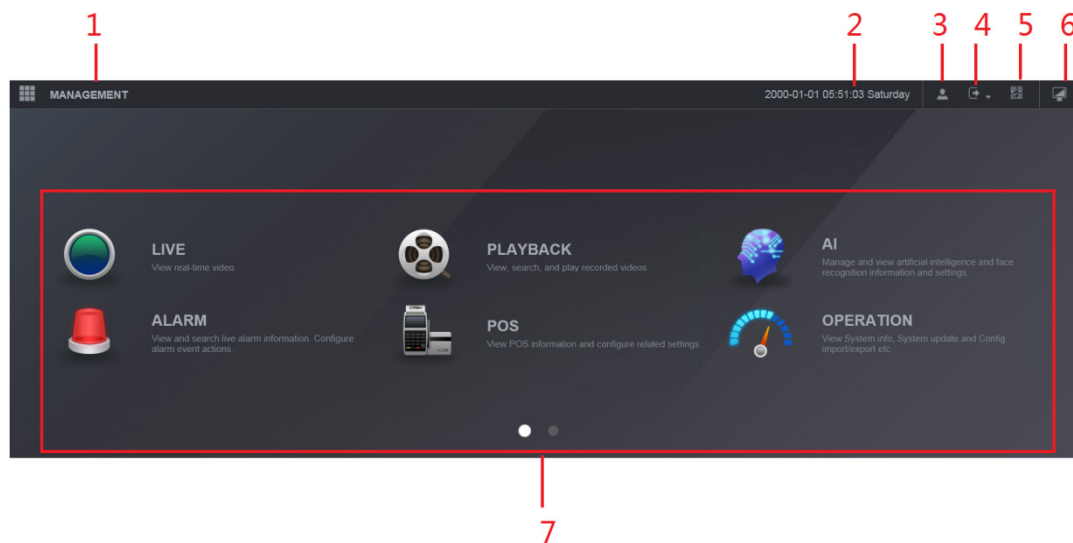 1 2 3 4 5 6
MANAGEMENT 2000-01-01 05:51:03 Saturday
LIVE
View real-time video.
PLAYBACK
View, search, and play recorded videos.
AI
Manage and view artificial intelligence and face
recognition information and settings.
ALARM
View and search live alarm information. Configure
alarm event actions.
POS
View POS information and configure related settings.
OPERATION
View System info, System update and Config
import/export etc
7